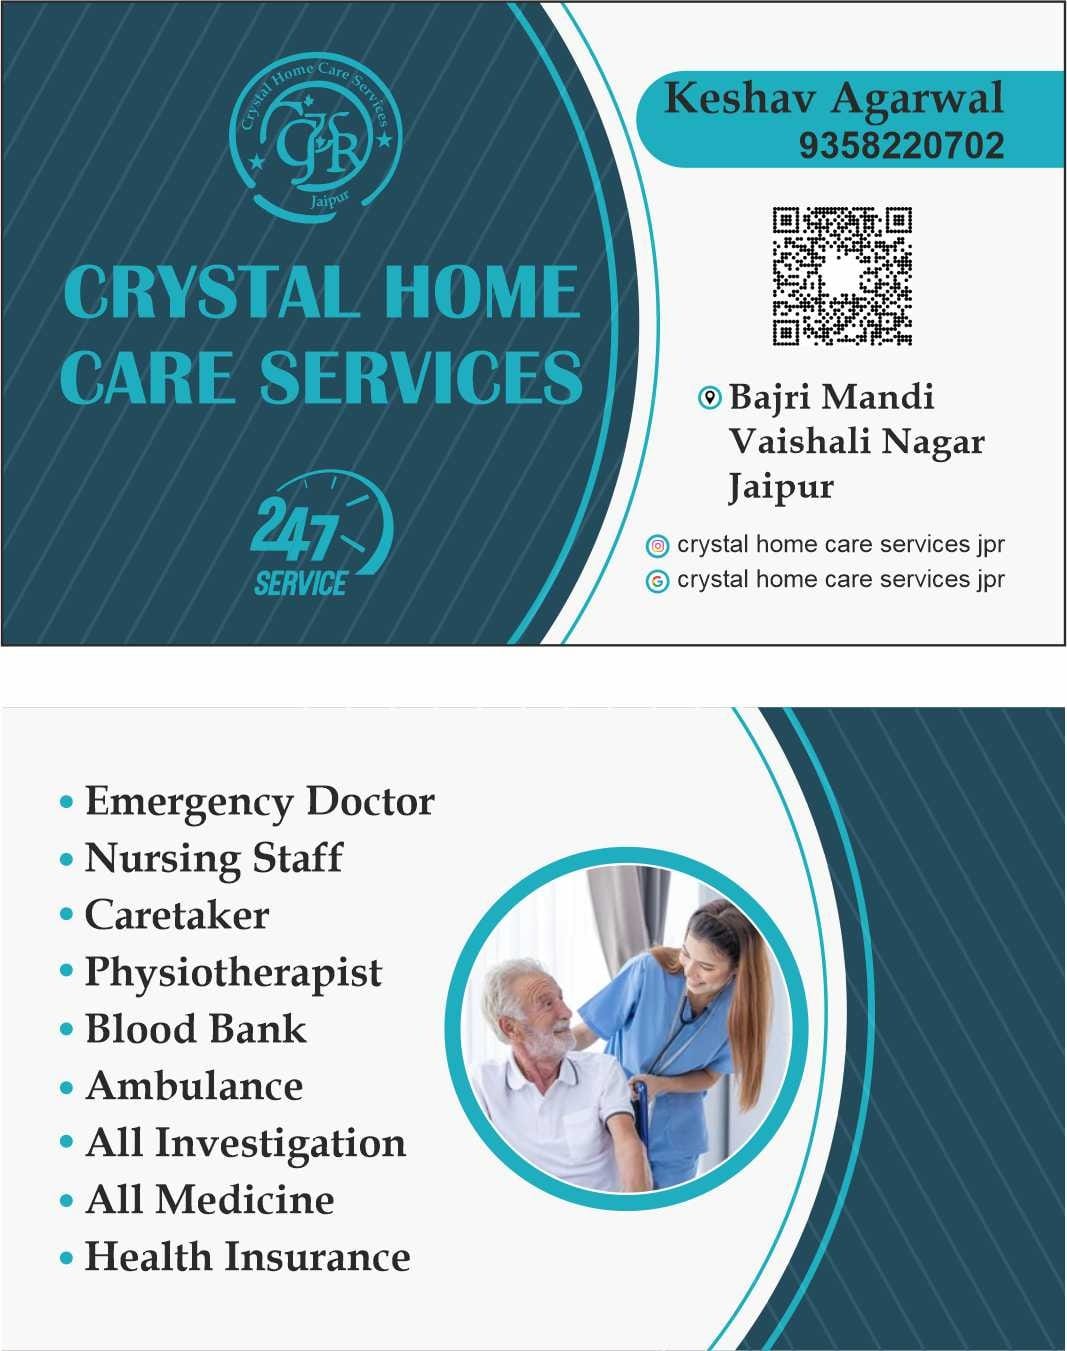 Crystal Home Care Services
Jaipur
CRYSTAL HOME
CARE SERVICES
247
SERVICE
Keshav Agarwal
9358220702
Bajri Mandi
Vaishali Nagar
Jaipur
crystal home care services jpr
crystal home care services jpr
• Emergency Doctor
• Nursing Staff
• Caretaker
• Physiotherapist
• Blood Bank
• Ambulance
• All Investigation
• All Medicine
• Health Insurance